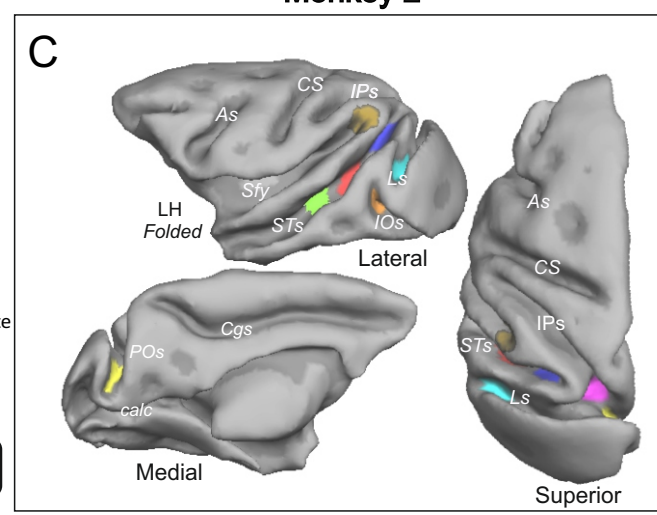 C
CS
IPs
As
Sfy
Ls
LH
Folded
STs
IOs
Lateral
As
CS
IPs
STs
Ls
Superior
Cgs
POs
calc
Medial